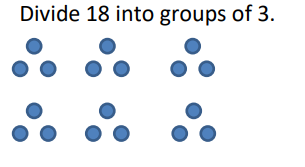 Divide 18 into groups of 3.